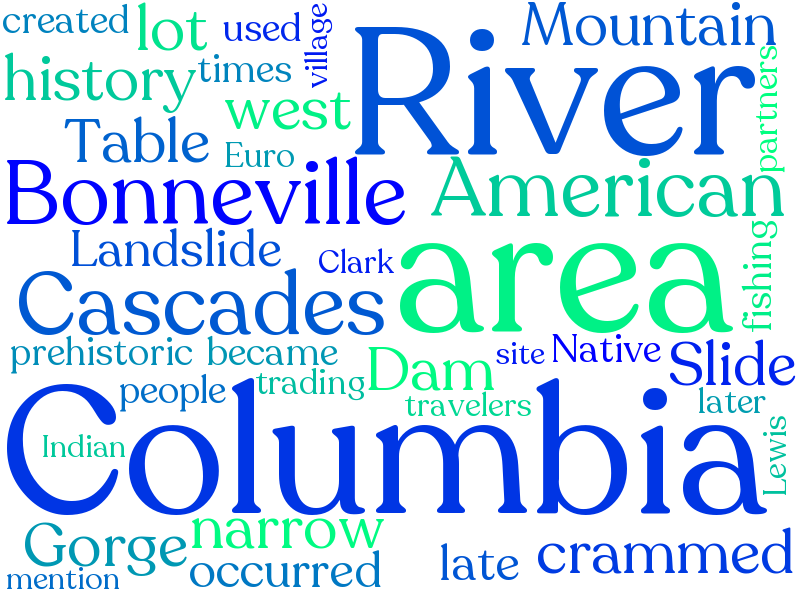 created
lot
used
village
Mountain
history
times
River
partners
west
Table
Euro
Bonneville
American
Landslide
Clark
area
fishing
Cascades
prehistoric
became
site
Native
Slide
Dam
people
trading
travelers
later
Columbia
Indian
Lewis
Gorge
narrow
mention
occurred
late
crammed